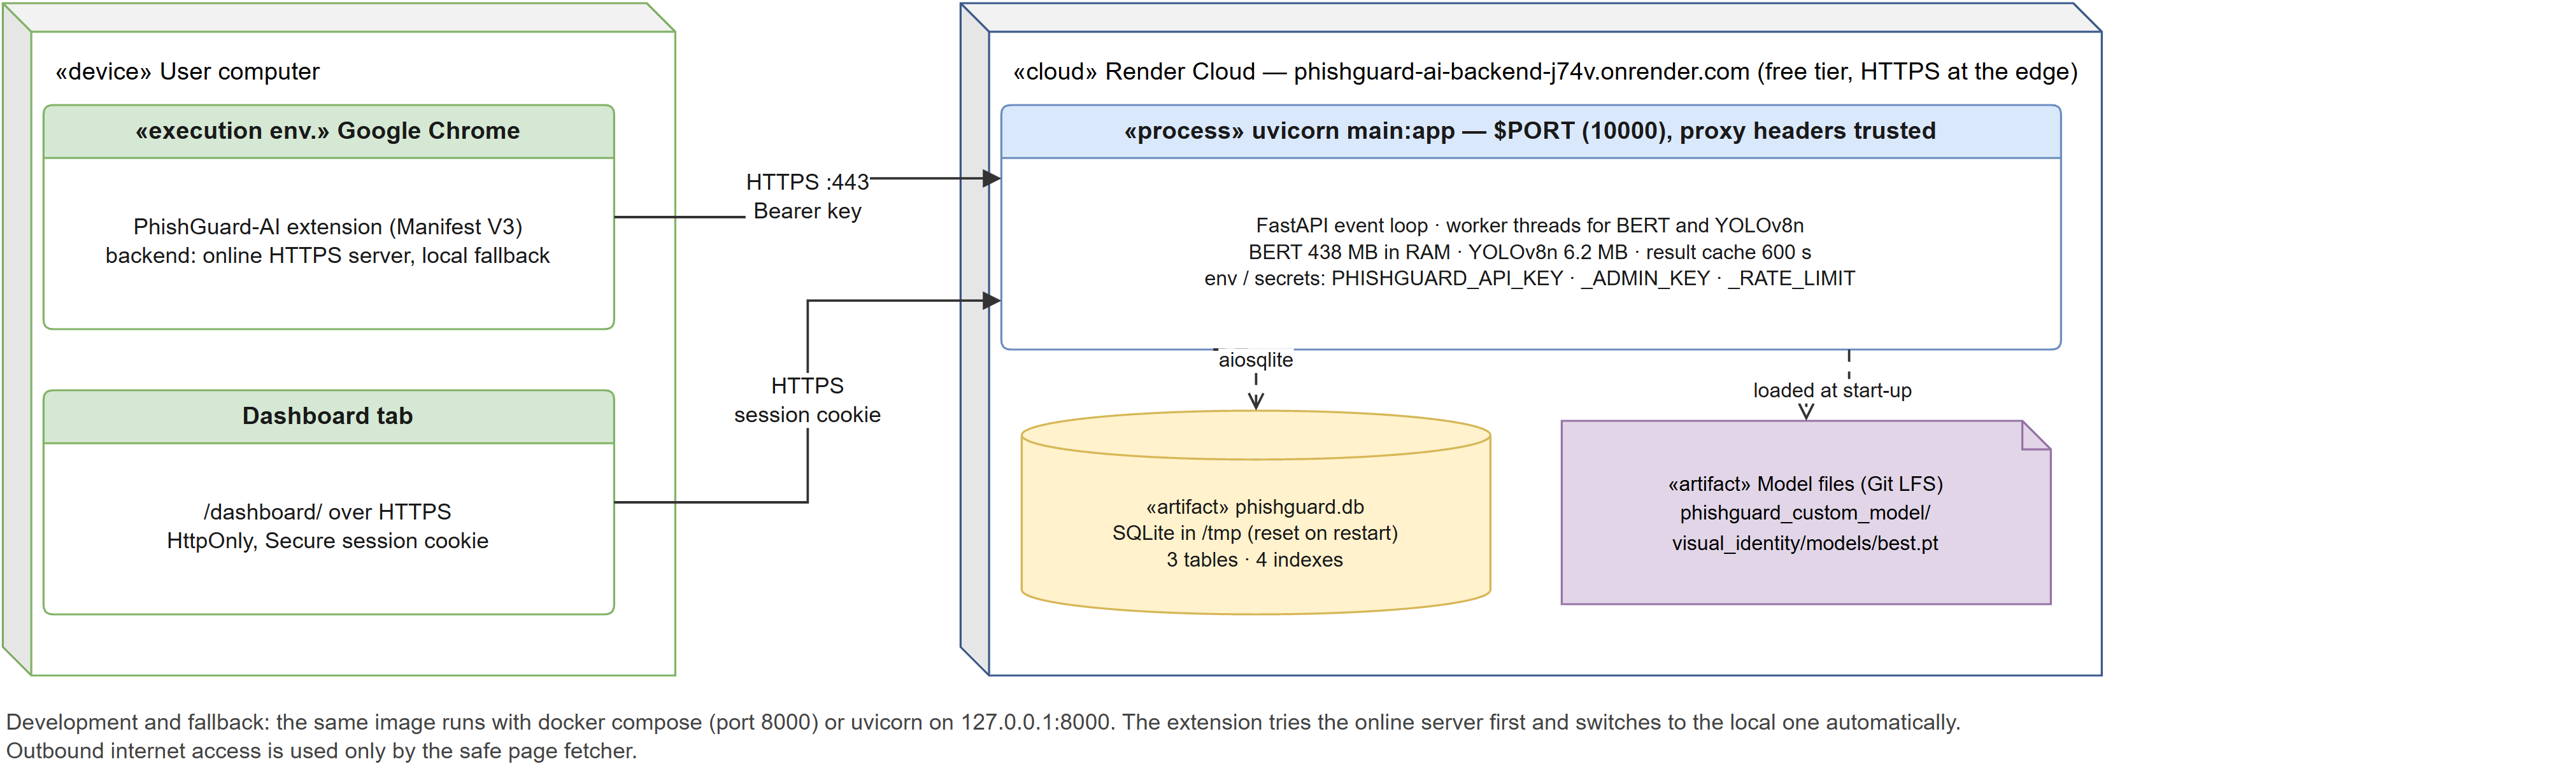 «device» User computer
«execution env.» Google Chrome
PhishGuard-AI extension (Manifest V3)
backend: online HTTPS server, local fallback
Dashboard tab
/dashboard/ over HTTPS
HttpOnly, Secure session cookie
HTTPS :443
Bearer key
HTTPS
session cookie
«cloud» Render Cloud — phishguard-ai-backend-j74v.onrender.com (free tier, HTTPS at the edge)
«process» uvicorn main:app — $PORT (10000), proxy headers trusted
FastAPI event loop · worker threads for BERT and YOLOv8n
BERT 438 MB in RAM · YOLOv8n 6.2 MB · result cache 600 s
env / secrets: PHISHGUARD_API_KEY · _ADMIN_KEY · _RATE_LIMIT
aiosqlite
loaded at start-up
«artifact» phishguard.db
SQLite in /tmp (reset on restart)
3 tables · 4 indexes
«artifact» Model files (Git LFS)
phishguard_custom_model/
visual_identity/models/best.pt
Development and fallback: the same image runs with docker compose (port 8000) or uvicorn on 127.0.0.1:8000. The extension tries the online server first and switches to the local one automatically.
Outbound internet access is used only by the safe page fetcher.